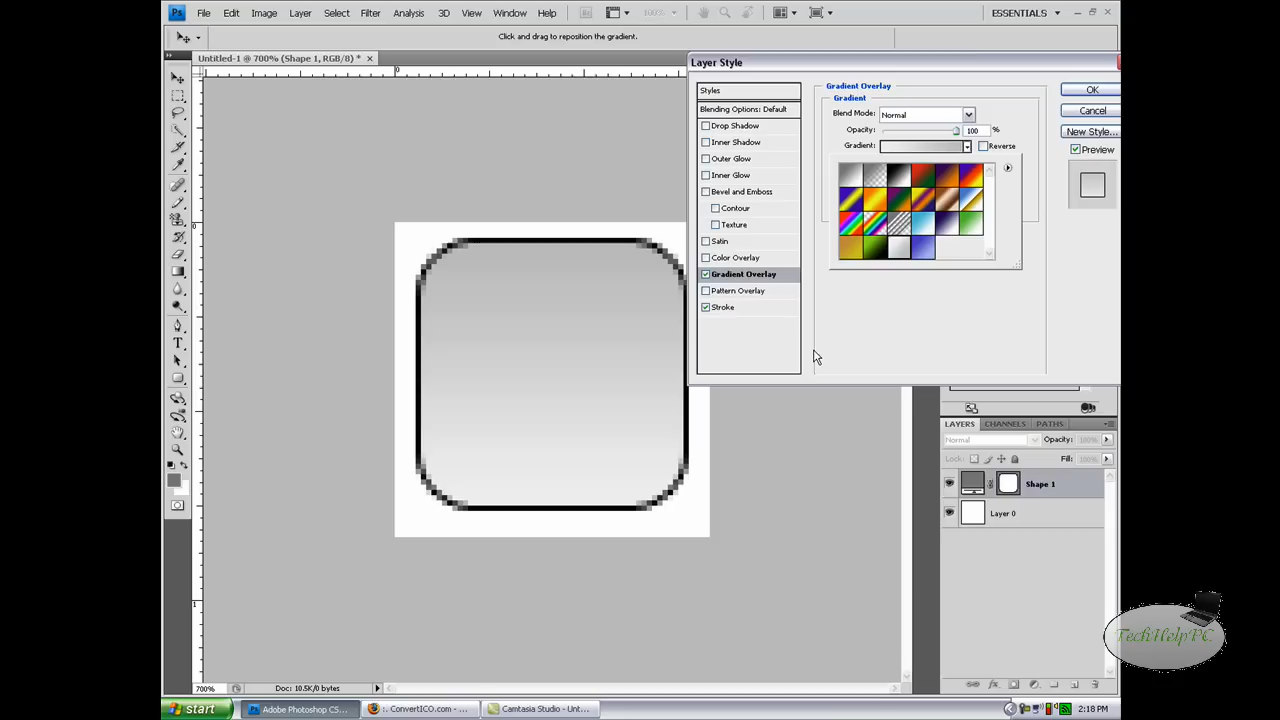 Ps File Edit Image Layer Select Filter Analysis 3D View Window Help Br 100% ESSENTIALS
Click and drag to reposition the gradient.
Untitled-1 @ 700% (Shape 1, RGB/8) *
0
0
1
Layer Style
Styles
Blending Options: Default
Drop Shadow
Inner Shadow
Outer Glow
Inner Glow
Bevel and Emboss
Contour
Texture
Satin
Color Overlay
Gradient Overlay
Pattern Overlay
Stroke
Gradient Overlay
Gradient
Blend Mode: Normal
Opacity: 100 %
Gradient: Reverse
OK
Cancel
New Style...
Preview
LAYERS CHANNELS PATHS
Normal Opacity: 100%
Lock: Fill: 100%
Shape 1
Layer 0
TechHelpPC
700% Doc: 10.5K/0 bytes
start Adobe Photoshop CS... :. ConvertICO.com - ... Camtasia Studio - Unt... 2:18 PM